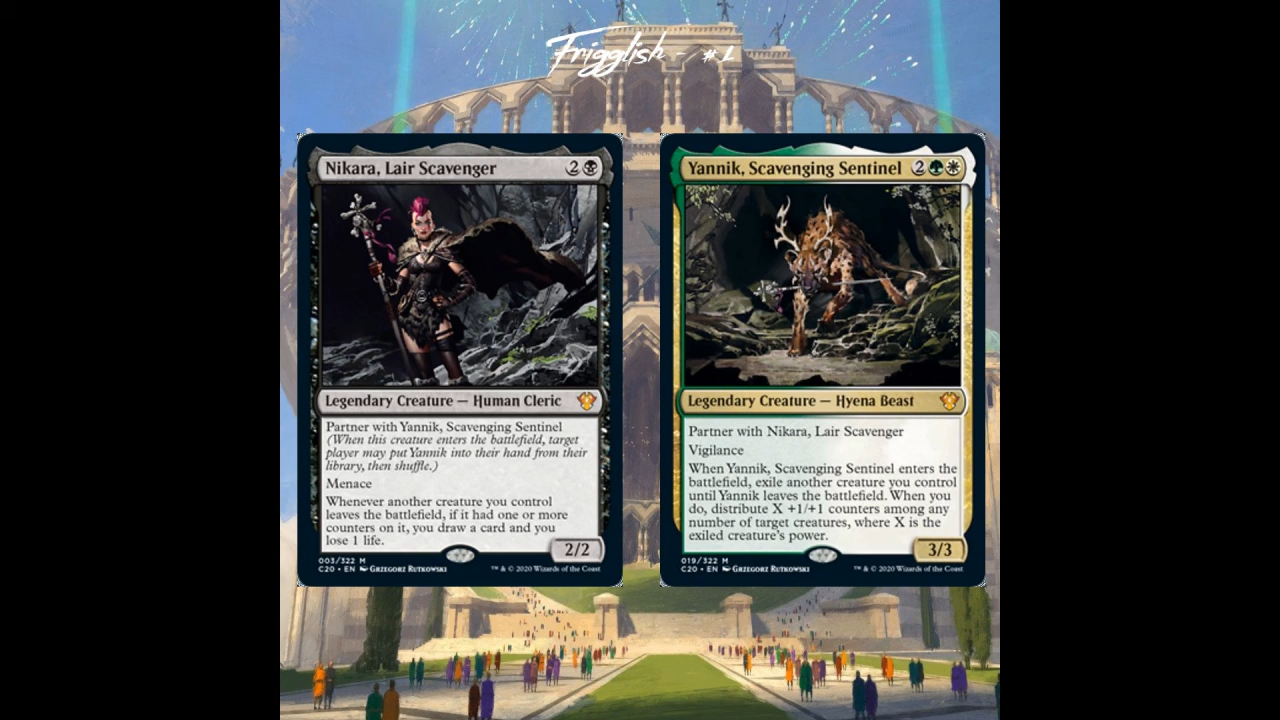 Frigglish - #1
Nikara, Lair Scavenger 2
Legendary Creature — Human Cleric
Partner with Yannik, Scavenging Sentinel
(When this creature enters the battlefield, target
player may put Yannik into their hand from their
library, then shuffle.)
Menace
Whenever another creature you control
leaves the battlefield, if it had one or more
counters on it, you draw a card and you
lose 1 life.
2/2
003/322 M
C20 • EN GRZEGORZ RUTKOWSKI ™ & © 2020 Wizards of the Coast
Yannik, Scavenging Sentinel 2
Legendary Creature — Hyena Beast
Partner with Nikara, Lair Scavenger
Vigilance
When Yannik, Scavenging Sentinel enters the
battlefield, exile another creature you control
until Yannik leaves the battlefield. When you
do, distribute X +1/+1 counters among any
number of target creatures, where X is the
exiled creature's power.
3/3
019/322 M
C20 • EN GRZEGORZ RUTKOWSKI ™ & © 2020 Wizards of the Coast